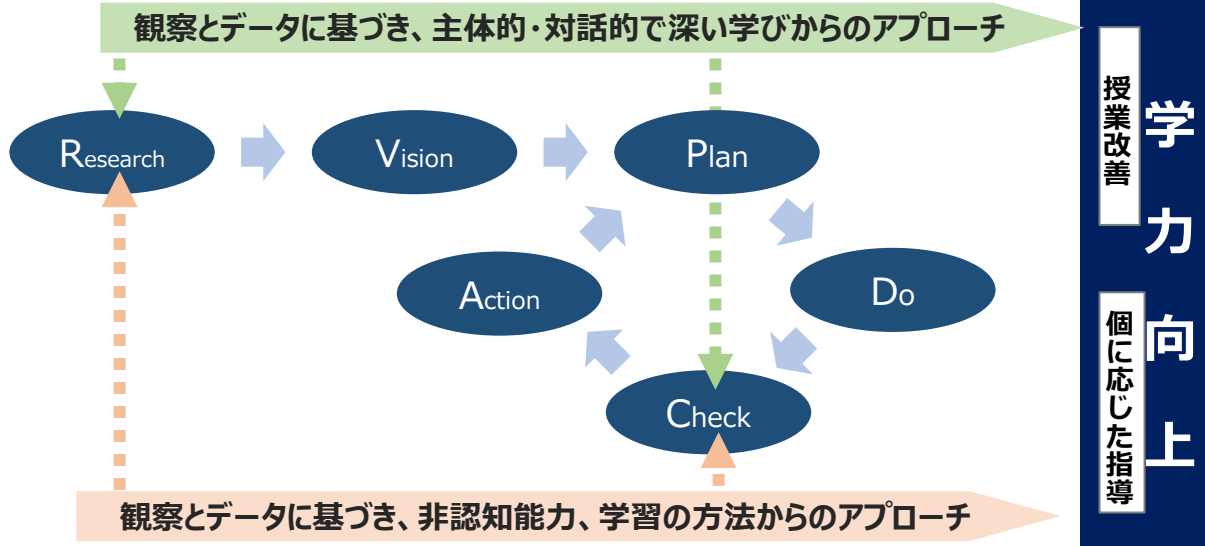 観察とデータに基づき、主体的・対話的で深い学びからのアプローチ
Research
Vision
Plan
Action
Do
Check
観察とデータに基づき、非認知能力、学習の方法からのアプローチ
授業改善
個に応じた指導
学力向上